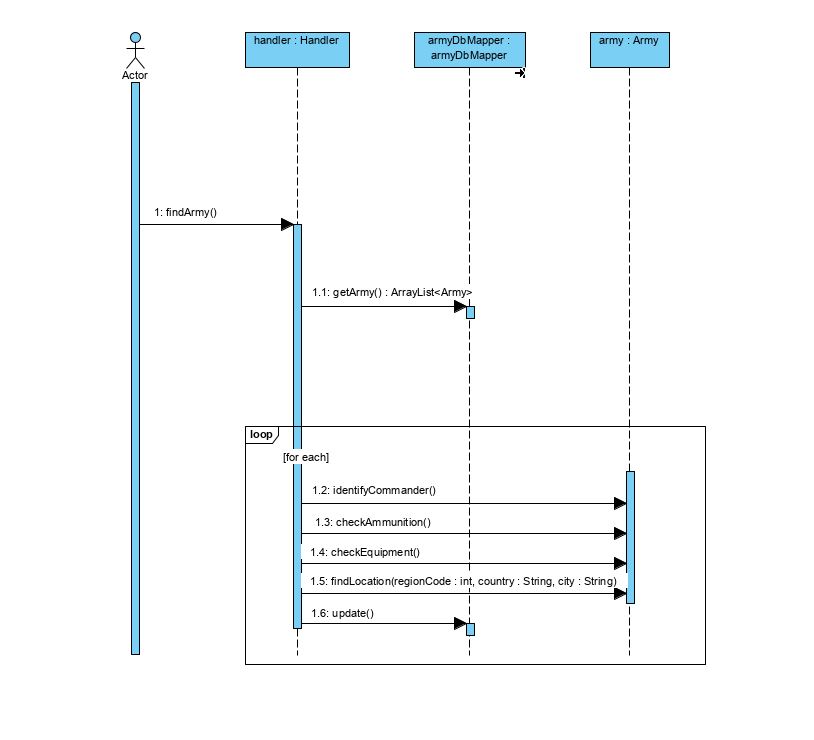 handler : Handler
armyDbMapper :
armyDbMapper
army : Army
Actor
1: findArmy()
1.1: getArmy() : ArrayList<Army>
loop
[for each]
1.2: identifyCommander()
1.3: checkAmmunition()
1.4: checkEquipment()
1.5: findLocation(regionCode : int, country : String, city : String)
1.6: update()